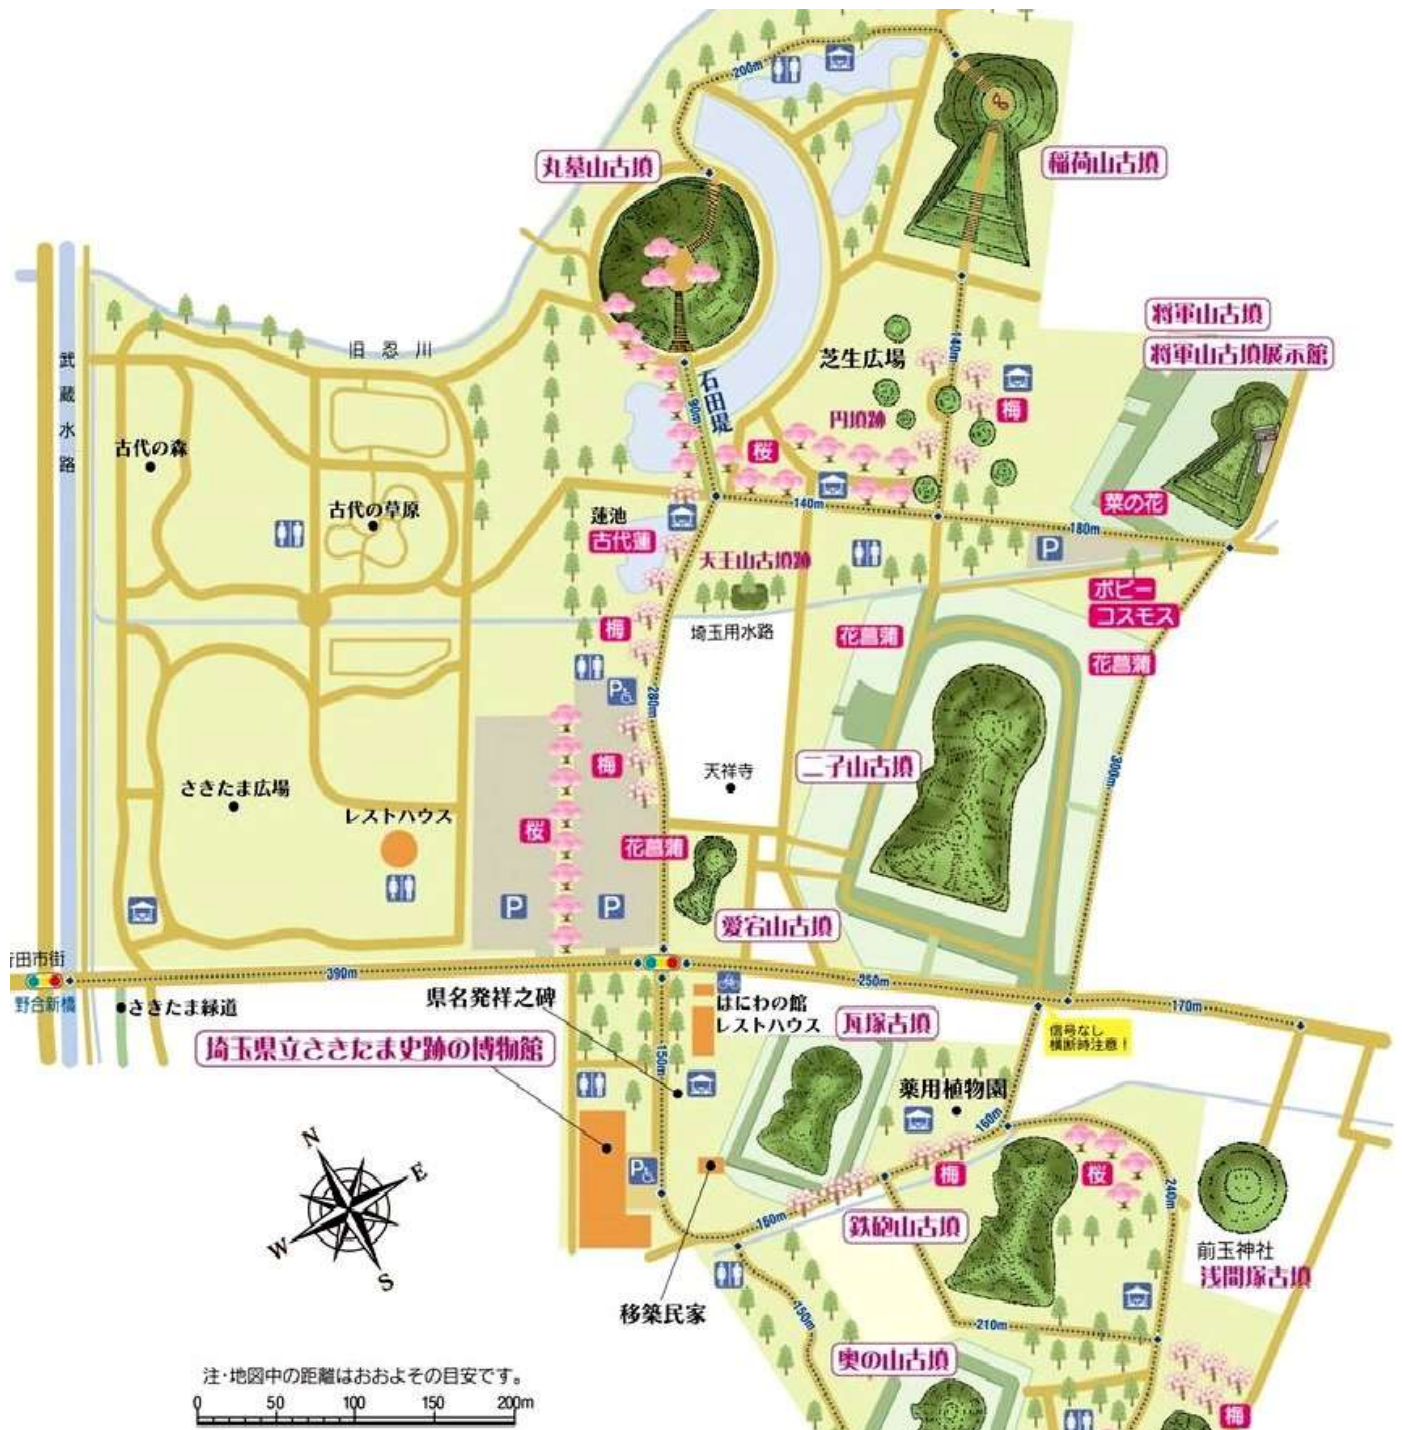 200m
丸墓山古墳
稲荷山古墳
将軍山古墳
将軍山古墳展示館
旧忍川
武蔵水路
芝生広場
140m
石田堤
90m
円墳跡
梅
桜
古代の森
古代の草原
蓮池
古代蓮
140m
菜の花
180m
P
天王山古墳跡
ポピー
コスモス
梅
埼玉用水路
花菖蒲
花菖蒲
P
280m
さきたま広場
レストハウス
梅
天祥寺
二子山古墳
300m
桜
花菖蒲
P
P
愛宕山古墳
行田市街
野合新橋
390m
250m
170m
さきたま緑道
県名発祥之碑
はにわの館
レストハウス
瓦塚古墳
信号なし
横断時注意!
埼玉県立さきたま史跡の博物館
150m
薬用植物園
160m
P
梅
桜
240m
160m
鉄砲山古墳
前玉神社
浅間塚古墳
N
E
W
S
移築民家
150m
210m
奥の山古墳
梅
注・地図中の距離はおおよその目安です。
0 50 100 150 200m